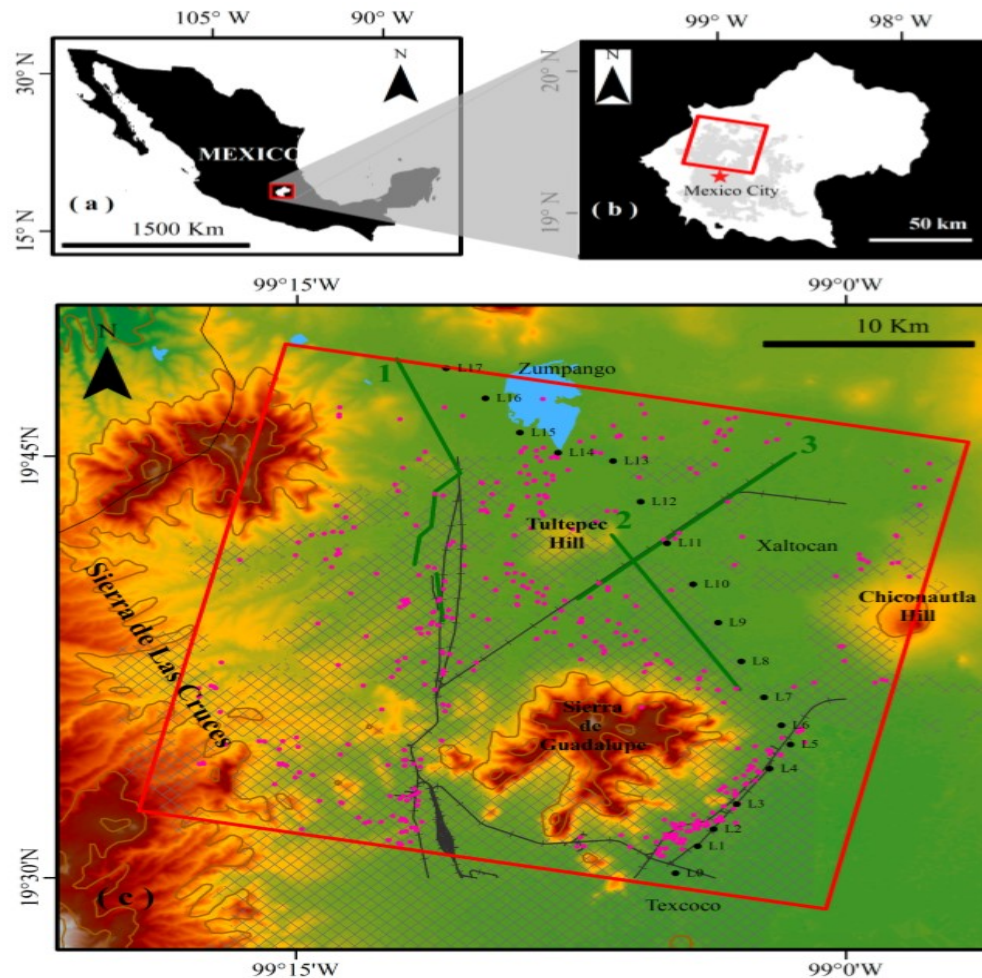 105° W
90° W
99° W
98° W
30° N
15° N
N
MEXICO
( a )
1500 Km
20° N
19° N
N
Mexico City
( b )
50 km
99°15'W
99°0'W
N
10 Km
1
L17
Zumpango
L16
L15
L14
L13
3
19°45'N
L12
2
Tultepec
Hill
L11
Xaltocan
L10
Chiconautla
Hill
L9
Sierra de Las Cruces
L8
L7
Sierra
de
Guadalupe
L6
L5
L4
L3
L2
L1
L0
19°30'N
( c )
Texcoco
99°15'W
99°0'W